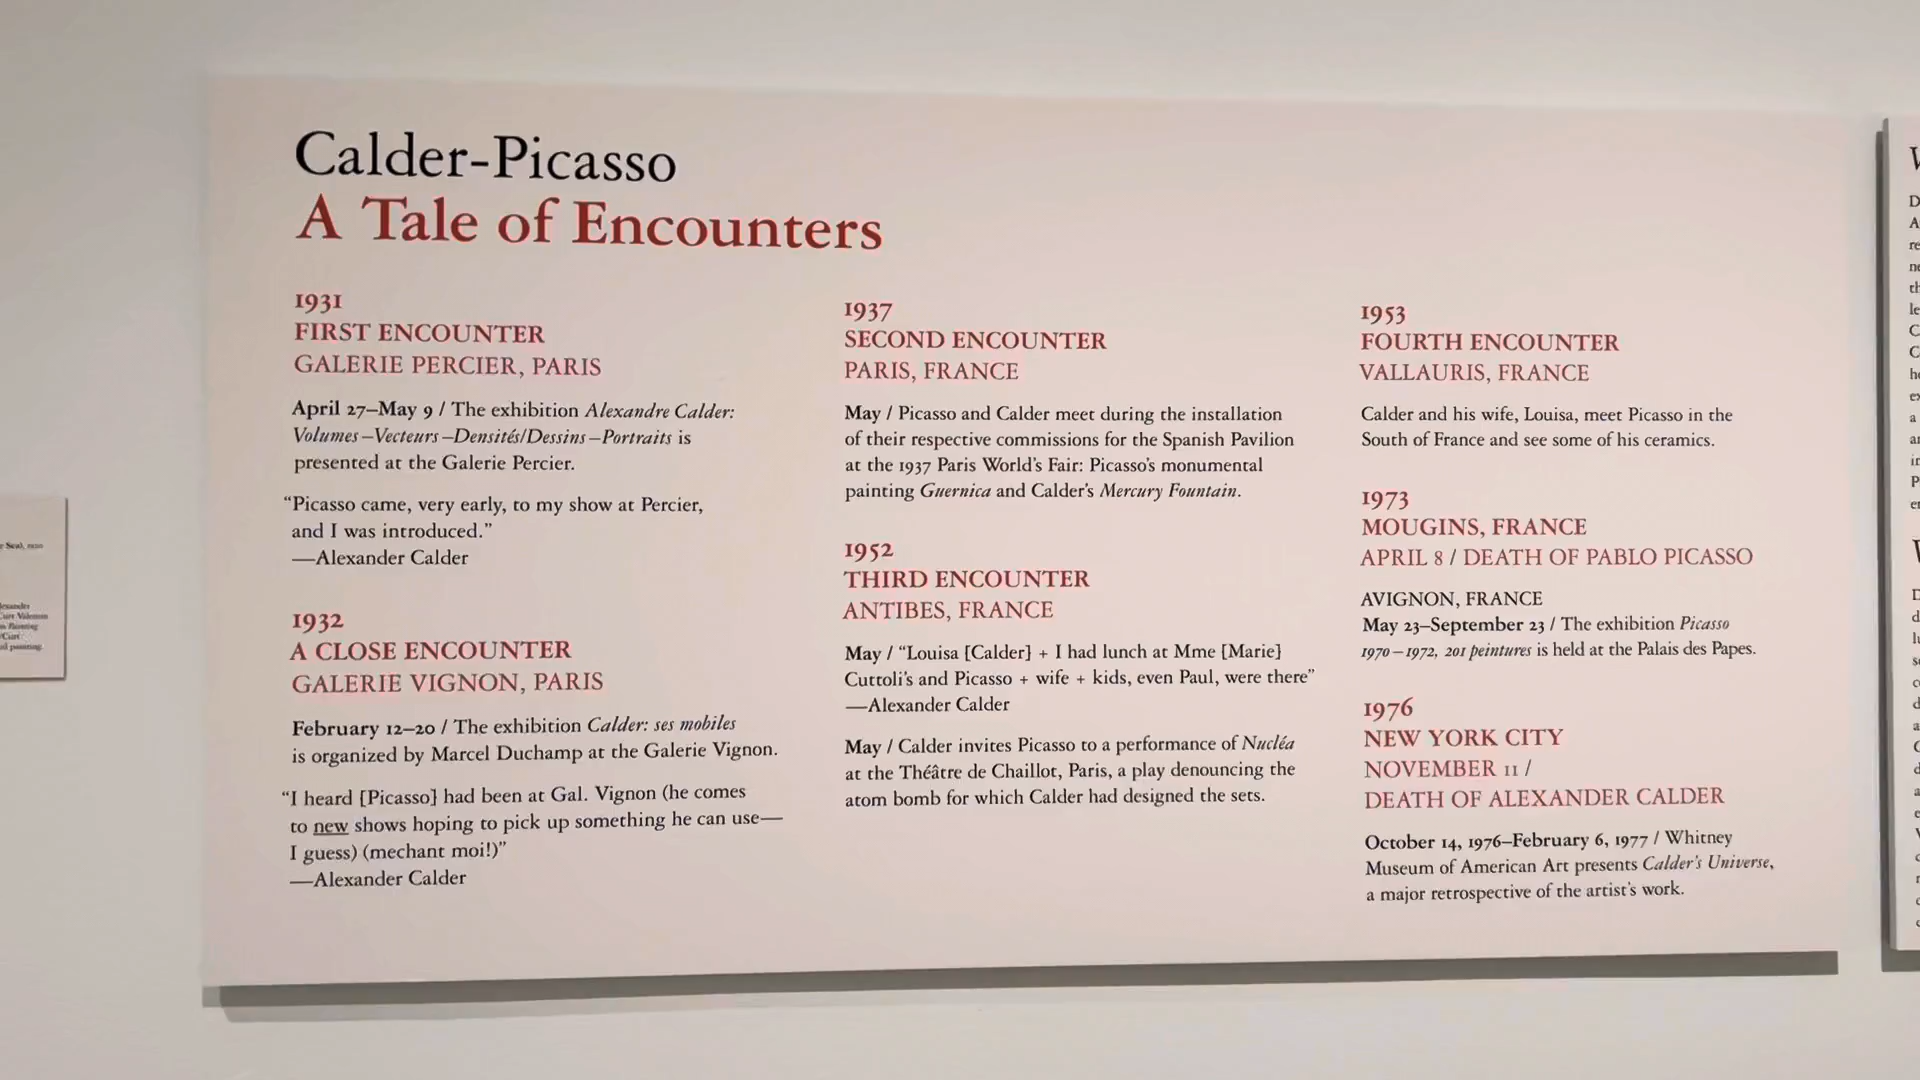 Calder-Picasso
A Tale of Encounters
1931
FIRST ENCOUNTER
GALERIE PERCIER, PARIS
April 27–May 9 / The exhibition Alexandre Calder:
Volumes–Vecteurs–Densités/Dessins–Portraits is
presented at the Galerie Percier.
“Picasso came, very early, to my show at Percier,
and I was introduced.”
—Alexander Calder
1932
A CLOSE ENCOUNTER
GALERIE VIGNON, PARIS
February 12–20 / The exhibition Calder: ses mobiles
is organized by Marcel Duchamp at the Galerie Vignon.
“I heard [Picasso] had been at Gal. Vignon (he comes
to new shows hoping to pick up something he can use—
I guess) (mechant moi!)”
—Alexander Calder
1937
SECOND ENCOUNTER
PARIS, FRANCE
May / Picasso and Calder meet during the installation
of their respective commissions for the Spanish Pavilion
at the 1937 Paris World’s Fair: Picasso’s monumental
painting Guernica and Calder’s Mercury Fountain.
1952
THIRD ENCOUNTER
ANTIBES, FRANCE
May / “Louisa [Calder] + I had lunch at Mme [Marie]
Cuttoli’s and Picasso + wife + kids, even Paul, were there”
—Alexander Calder
May / Calder invites Picasso to a performance of Nucléa
at the Théâtre de Chaillot, Paris, a play denouncing the
atom bomb for which Calder had designed the sets.
1953
FOURTH ENCOUNTER
VALLAURIS, FRANCE
Calder and his wife, Louisa, meet Picasso in the
South of France and see some of his ceramics.
1973
MOUGINS, FRANCE
APRIL 8 / DEATH OF PABLO PICASSO
AVIGNON, FRANCE
May 23–September 23 / The exhibition Picasso
1970–1972, 201 peintures is held at the Palais des Papes.
1976
NEW YORK CITY
NOVEMBER 11 /
DEATH OF ALEXANDER CALDER
October 14, 1976–February 6, 1977 / Whitney
Museum of American Art presents Calder’s Universe,
a major retrospective of the artist’s work.